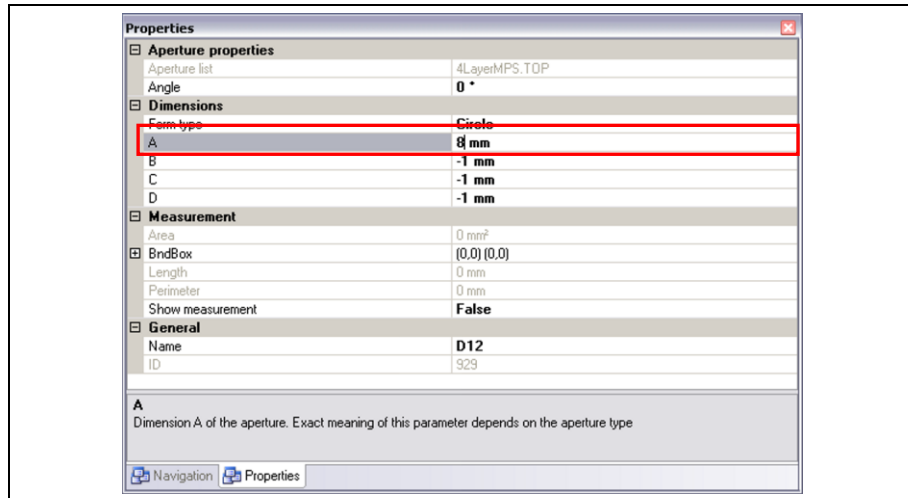 Properties
Aperture properties
Aperture list 4LayerMPS.TOP
Angle 0 °
Dimensions
Form type Circle
A 8 mm
B -1 mm
C -1 mm
D -1 mm
Measurement
Area 0 mm²
BndBox (0,0) (0,0)
Length 0 mm
Perimeter 0 mm
Show measurement False
General
Name D12
ID 929
A
Dimension A of the aperture. Exact meaning of this parameter depends on the aperture type
Navigation Properties